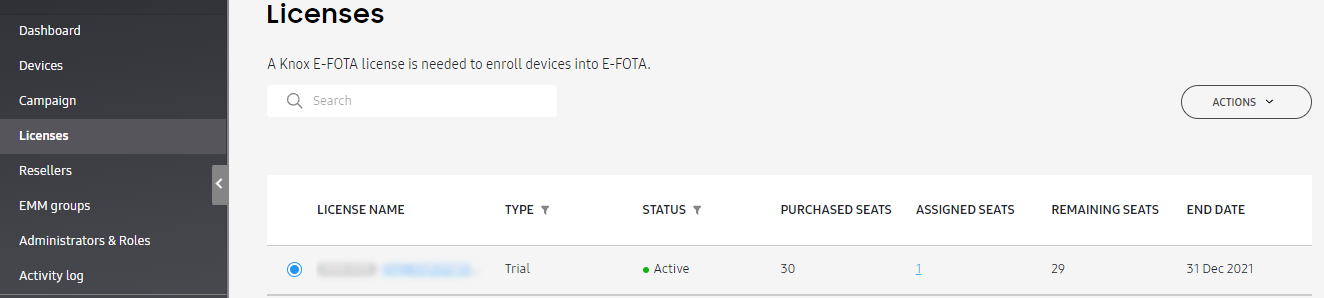 Licenses
Dashboard
Devices
Campaign
Licenses
Resellers
EMM groups
Administrators & Roles
Activity log
A Knox E-FOTA license is needed to enroll devices into E-FOTA.
Search
ACTIONS
LICENSE NAME TYPE STATUS PURCHASED SEATS ASSIGNED SEATS REMAINING SEATS END DATE
Trial Active 30 1 29 31 Dec 2021